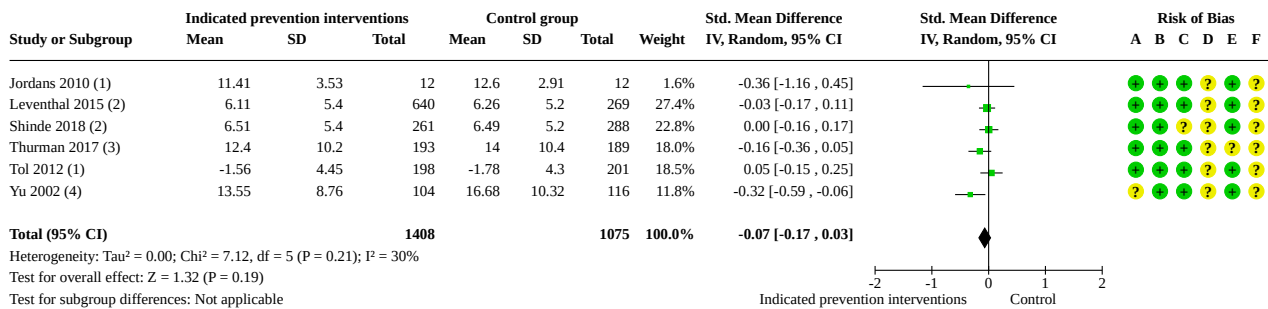 Indicated prevention interventions Control group Std. Mean Difference Std. Mean Difference Risk of Bias
Study or Subgroup Mean SD Total Mean SD Total Weight IV, Random, 95% CI IV, Random, 95% CI A B C D E F
Jordans 2010 (1) 11.41 3.53 12 12.6 2.91 12 1.6% -0.36 [-1.16 , 0.45] + + + ? + ?
Leventhal 2015 (2) 6.11 5.4 640 6.26 5.2 269 27.4% -0.03 [-0.17 , 0.11] + + + ? + ?
Shinde 2018 (2) 6.51 5.4 261 6.49 5.2 288 22.8% 0.00 [-0.16 , 0.17] + + ? ? + ?
Thurman 2017 (3) 12.4 10.2 193 14 10.4 189 18.0% -0.16 [-0.36 , 0.05] + + + ? ? ?
Tol 2012 (1) -1.56 4.45 198 -1.78 4.3 201 18.5% 0.05 [-0.15 , 0.25] + + + ? + ?
Yu 2002 (4) 13.55 8.76 104 16.68 10.32 116 11.8% -0.32 [-0.59 , -0.06] ? + + ? + ?
Total (95% CI) 1408 1075 100.0% -0.07 [-0.17 , 0.03]
Heterogeneity: Tau² = 0.00; Chi² = 7.12, df = 5 (P = 0.21); I² = 30%
Test for overall effect: Z = 1.32 (P = 0.19)
Test for subgroup differences: Not applicable
-2 -1 0 1 2
Indicated prevention interventions Control